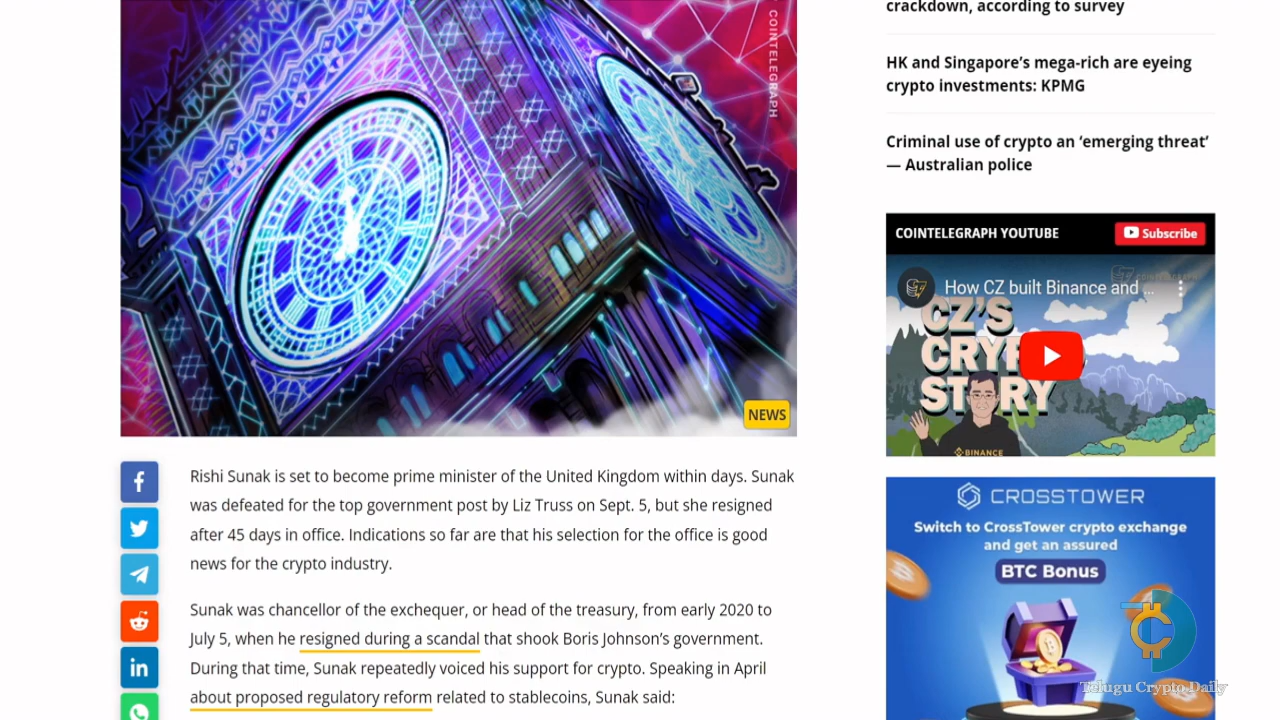 COINTELEGRAPH
NEWS
Rishi Sunak is set to become prime minister of the United Kingdom within days. Sunak
was defeated for the top government post by Liz Truss on Sept. 5, but she resigned
after 45 days in office. Indications so far are that his selection for the office is good
news for the crypto industry.
Sunak was chancellor of the exchequer, or head of the treasury, from early 2020 to
July 5, when he resigned during a scandal that shook Boris Johnson’s government.
During that time, Sunak repeatedly voiced his support for crypto. Speaking in April
about proposed regulatory reform related to stablecoins, Sunak said:
crackdown, according to survey
HK and Singapore’s mega-rich are eyeing
crypto investments: KPMG
Criminal use of crypto an ‘emerging threat’
— Australian police
COINTELEGRAPH YOUTUBE
Subscribe
COINTELEGRAPH
How CZ built Binance and ...
CZ’S
CRYP
STORY
BINANCE
CROSSTOWER
Switch to CrossTower crypto exchange
and get an assured
BTC Bonus
Telugu Crypto Daily